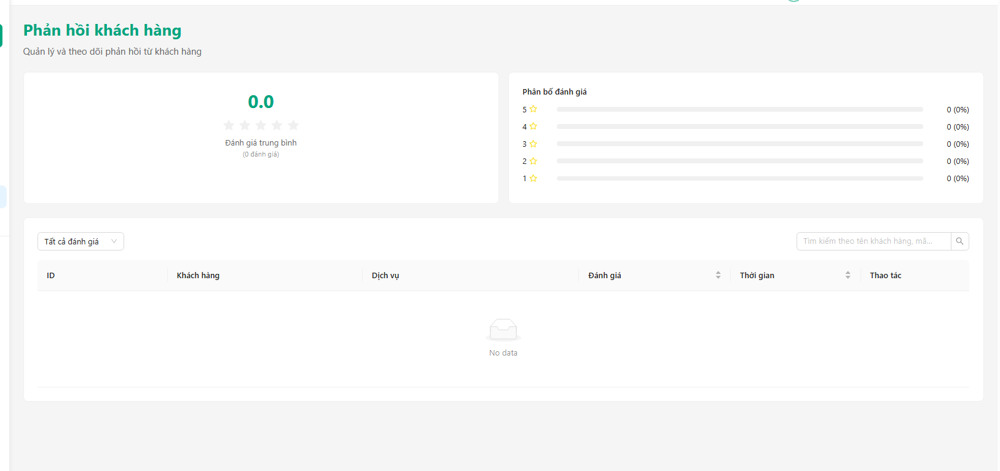 Phản hồi khách hàng
Quản lý và theo dõi phản hồi từ khách hàng
0.0
Đánh giá trung bình
(0 đánh giá)
Phân bố đánh giá
5 0 (0%)
4 0 (0%)
3 0 (0%)
2 0 (0%)
1 0 (0%)
Tất cả đánh giá
Tìm kiếm theo tên khách hàng, mã...
ID Khách hàng Dịch vụ Đánh giá Thời gian Thao tác
No data